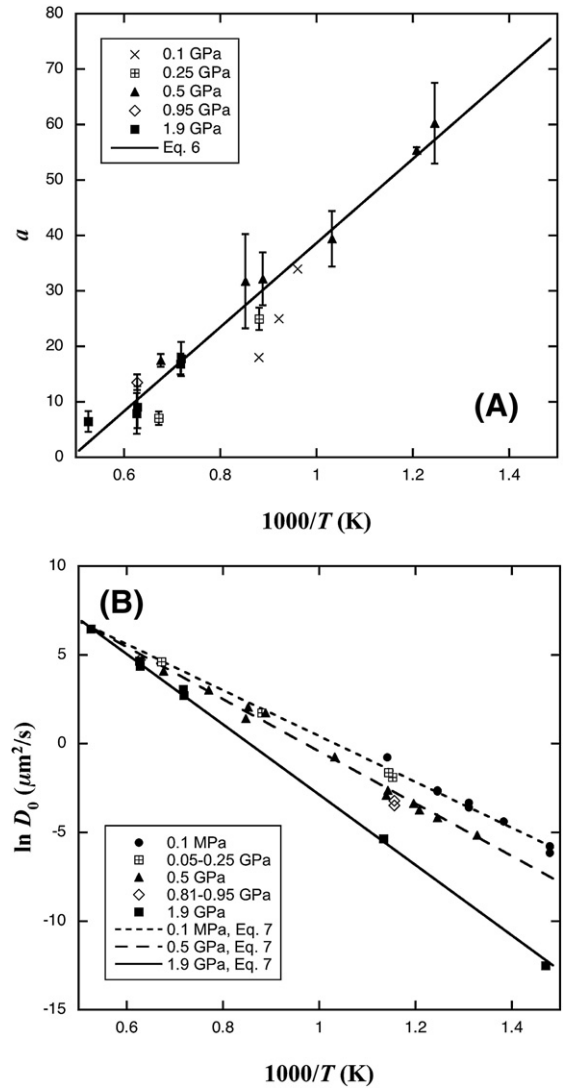 80
70
60
50
40
30
20
10
0
a
0.1 GPa
0.25 GPa
0.5 GPa
0.95 GPa
1.9 GPa
Eq. 6
(A)
0.6 0.8 1 1.2 1.4
1000/T (K)
10
5
0
-5
-10
-15
ln D₀ (μm²/s)
(B)
0.1 MPa
0.05-0.25 GPa
0.5 GPa
0.81-0.95 GPa
1.9 GPa
0.1 MPa, Eq. 7
0.5 GPa, Eq. 7
1.9 GPa, Eq. 7
0.6 0.8 1 1.2 1.4
1000/T (K)